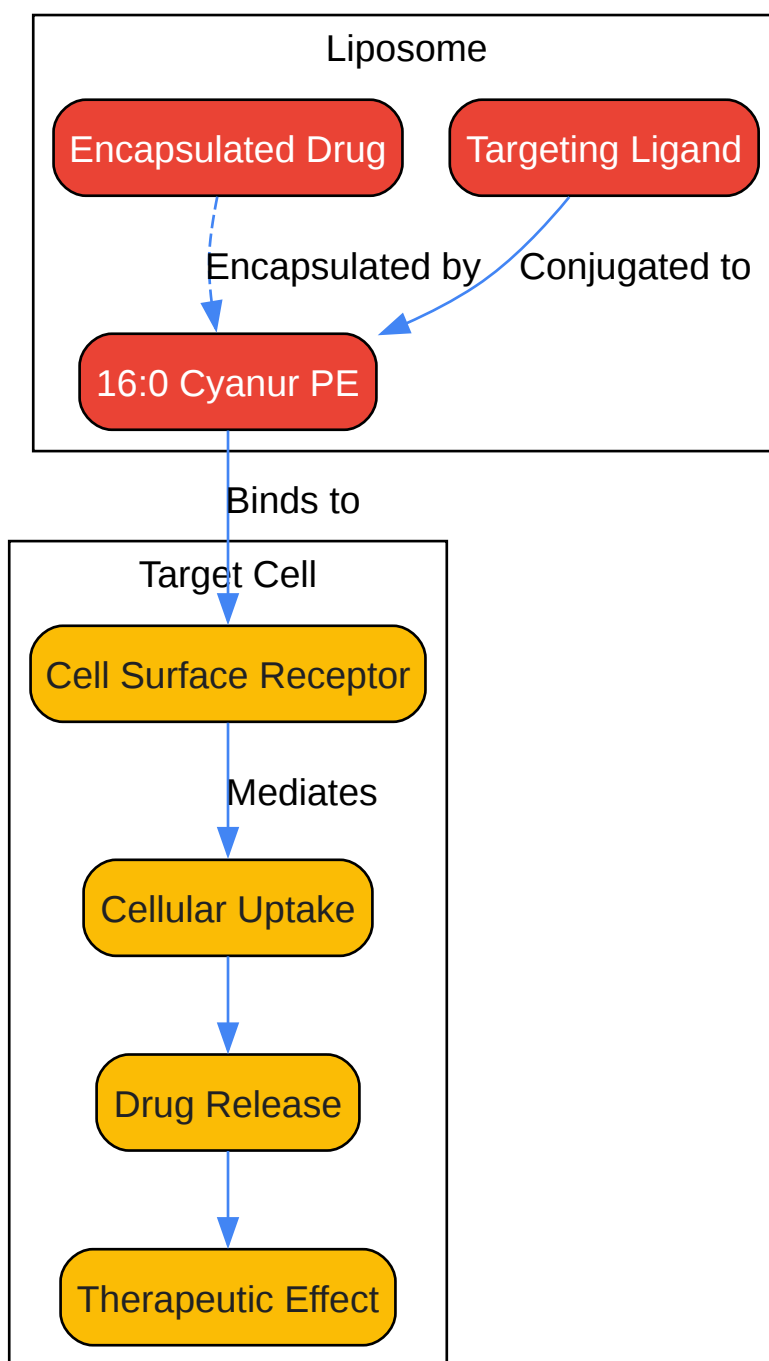 Liposome
Encapsulated Drug
Targeting Ligand
Encapsulated by
Conjugated to
16:0 Cyanur PE
Binds to
Target Cell
Cell Surface Receptor
Mediates
Cellular Uptake
Drug Release
Therapeutic Effect